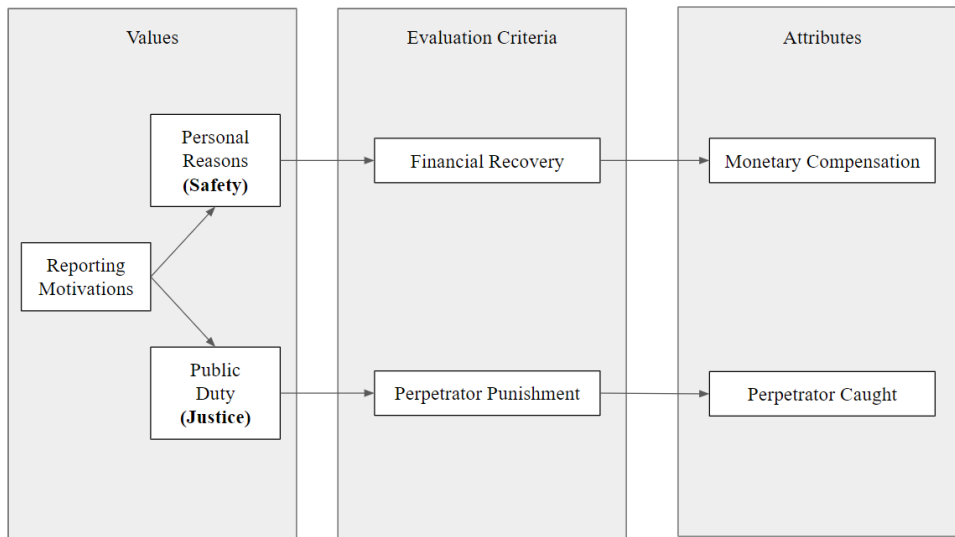 Values
Evaluation Criteria
Attributes
Personal
Reasons
(Safety)
Financial Recovery
Monetary Compensation
Reporting
Motivations
Public
Duty
(Justice)
Perpetrator Punishment
Perpetrator Caught